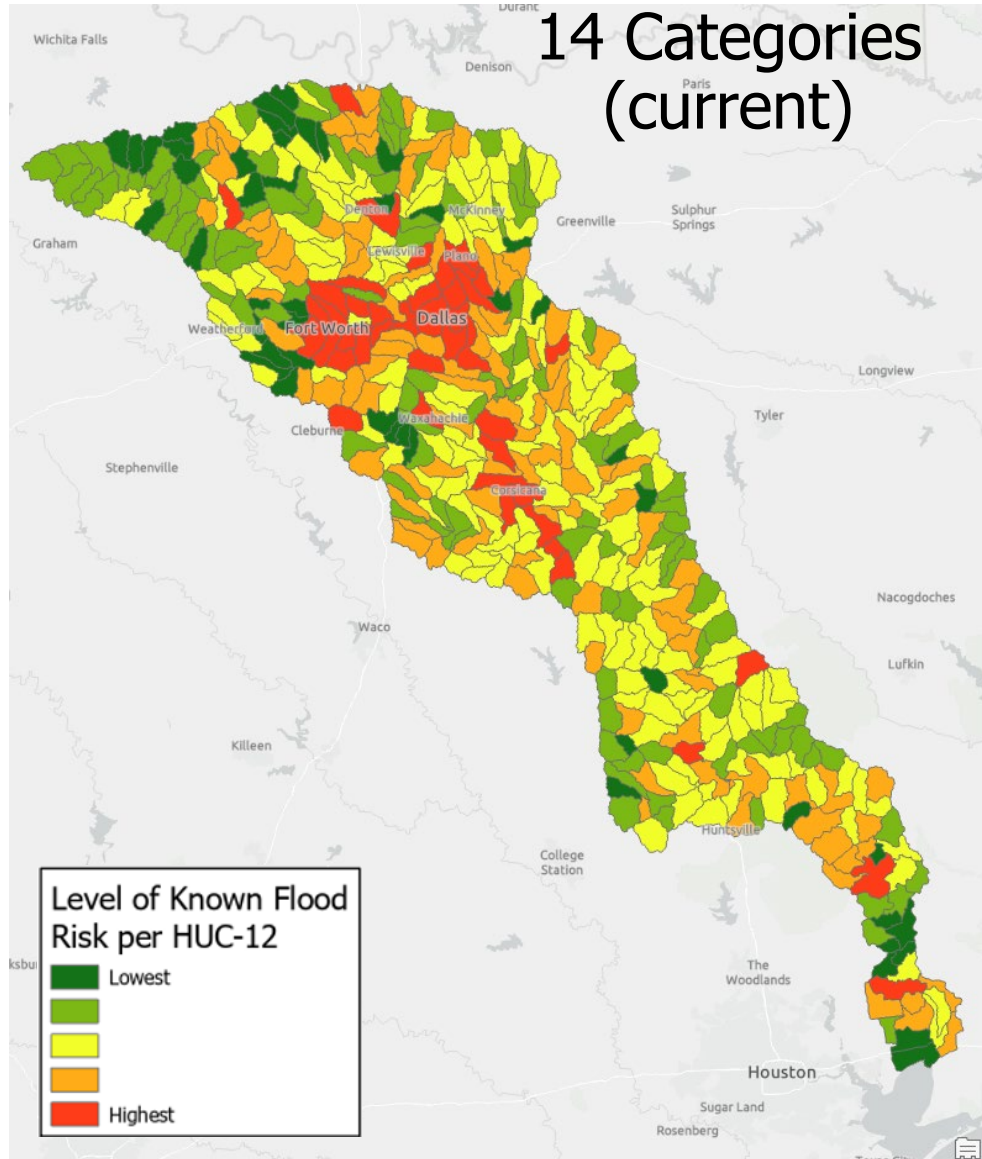 Durant
14 Categories
(current)
Wichita Falls
Denison
Paris
Denton
McKinney
Greenville
Sulphur
Springs
Graham
Lewisville
Plano
Weatherford
Fort Worth
Dallas
Longview
Tyler
Cleburne
Waxahachie
Stephenville
Corsicana
Nacogdoches
Waco
Lufkin
Killeen
Huntsville
College
Station
Level of Known Flood
Risk per HUC-12
Lowest
Highest
The
Woodlands
Houston
Sugar Land
Rosenberg